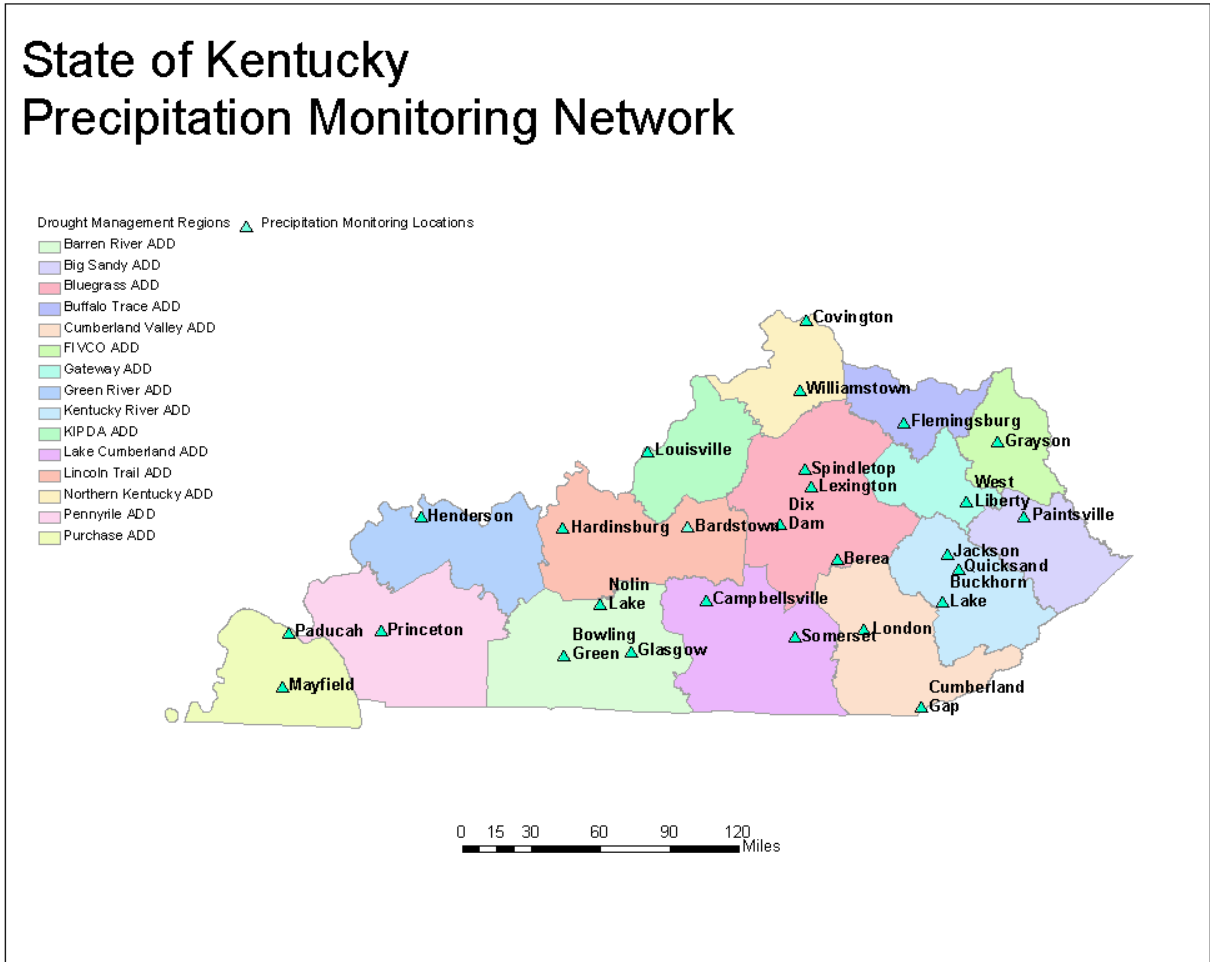 State of Kentucky
Precipitation Monitoring Network
Drought Management Regions
Precipitation Monitoring Locations
Barren River ADD
Big Sandy ADD
Bluegrass ADD
Buffalo Trace ADD
Cumberland Valley ADD
FIVCO ADD
Gateway ADD
Green River ADD
Kentucky River ADD
KIPDA ADD
Lake Cumberland ADD
Lincoln Trail ADD
Northern Kentucky ADD
Pennyrile ADD
Purchase ADD
Covington
Williamstown
Flemingsburg
Grayson
Louisville
Spindletop
Lexington
West
Liberty
Paintsville
Henderson
Hardinsburg
Bardstown
Dix
Dam
Berea
Jackson
Quicksand
Buckhorn
Lake
Nolin
Lake
Campbellsville
Paducah
Princeton
Bowling
Green
Glasgow
Somerset
London
Mayfield
Cumberland
Gap
0 15 30 60 90 120
Miles